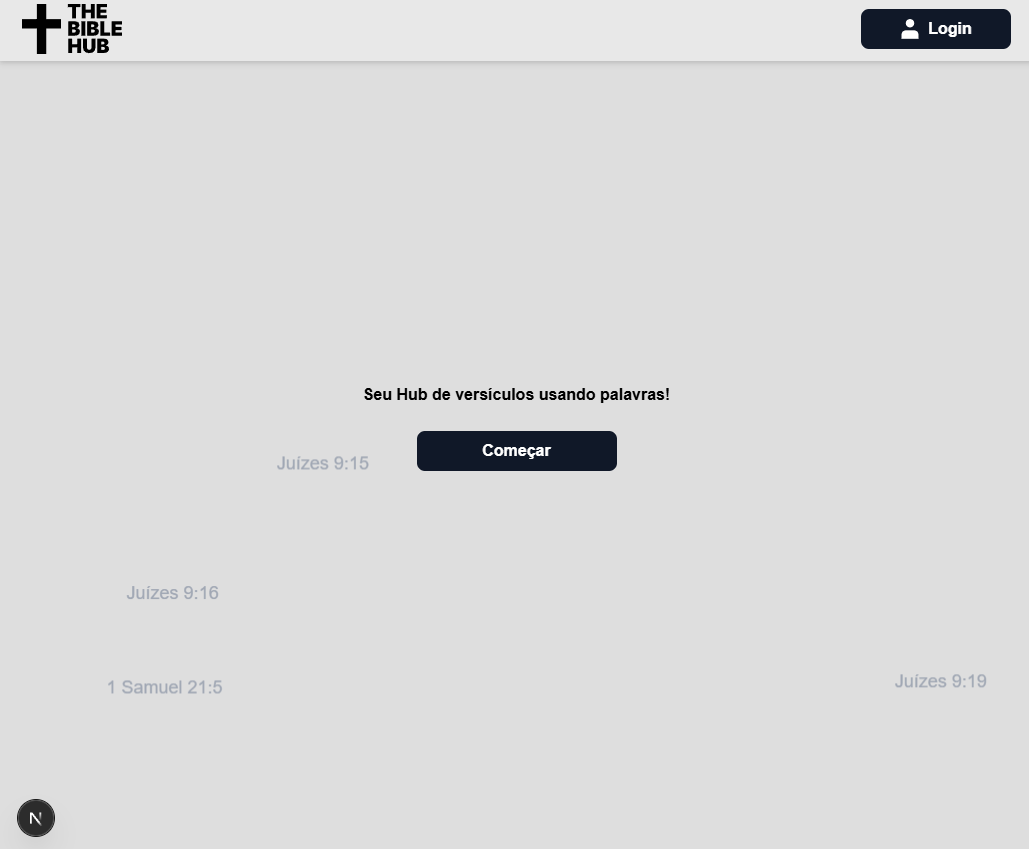 THE
BIBLE
HUB
Login
Seu Hub de versículos usando palavras!
Começar
Juízes 9:15
Juízes 9:16
Juízes 9:19
1 Samuel 21:5
N